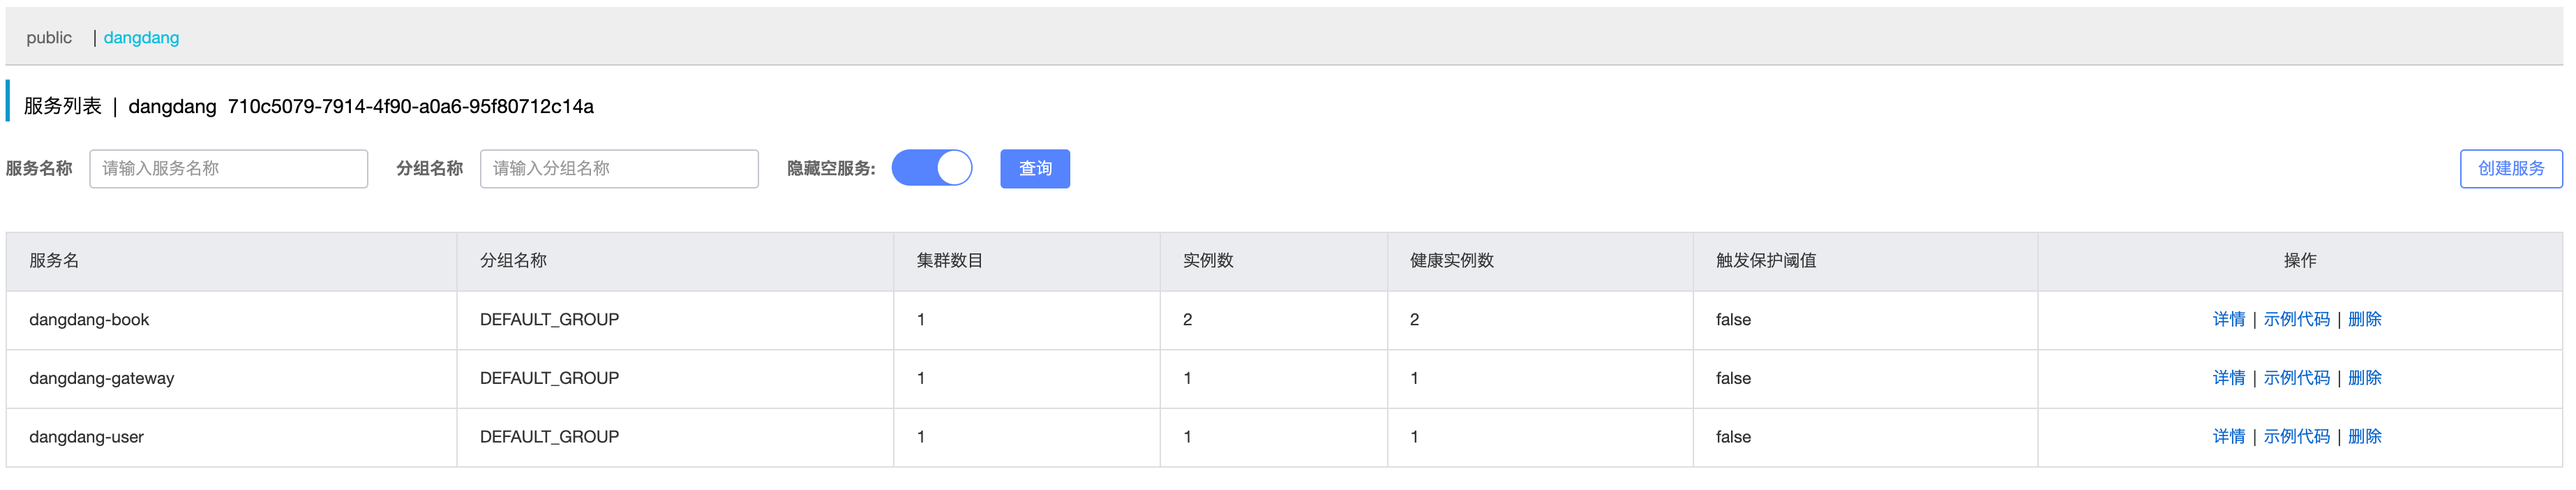 public | dangdang
服务列表 | dangdang 710c5079-7914-4f90-a0a6-95f80712c14a
服务名称 请输入服务名称 分组名称 请输入分组名称 隐藏空服务: 查询 创建服务
服务名 分组名称 集群数目 实例数 健康实例数 触发保护阈值 操作
dangdang-book DEFAULT_GROUP 1 2 2 false 详情 | 示例代码 | 删除
dangdang-gateway DEFAULT_GROUP 1 1 1 false 详情 | 示例代码 | 删除
dangdang-user DEFAULT_GROUP 1 1 1 false 详情 | 示例代码 | 删除